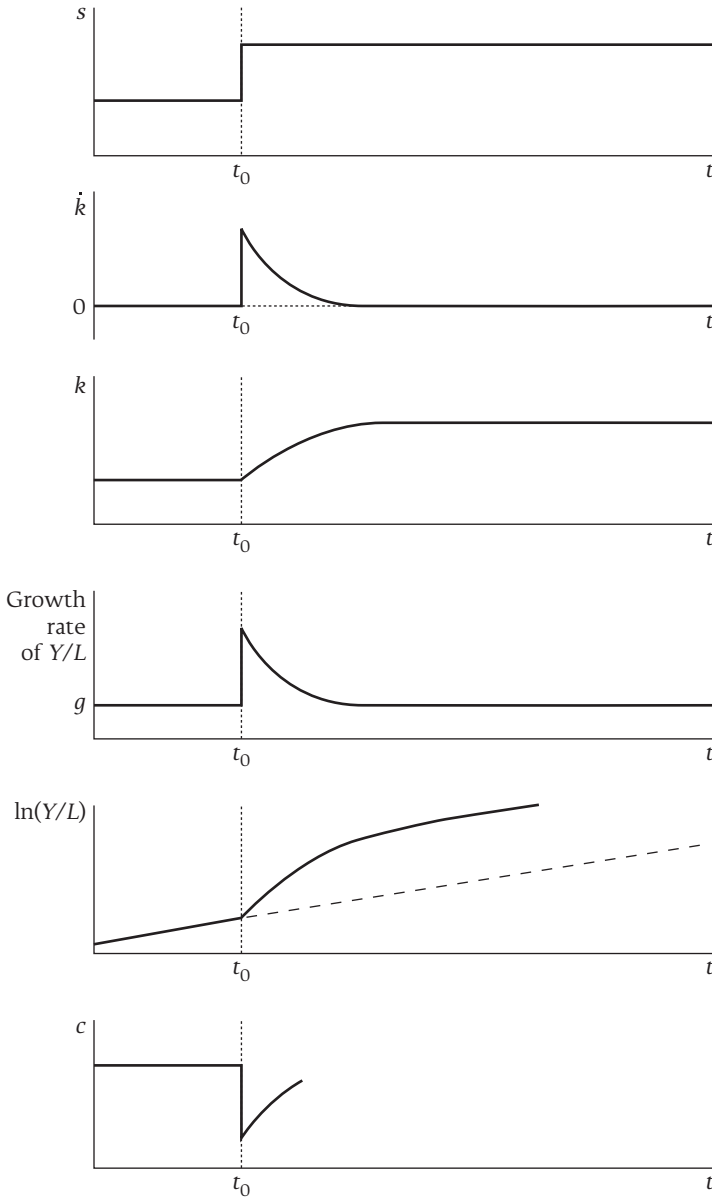 s
t₀ t
k̇
0
t₀ t
k
t₀ t
Growth
rate
of Y/L
g
t₀ t
ln(Y/L)
t₀ t
c
t₀ t